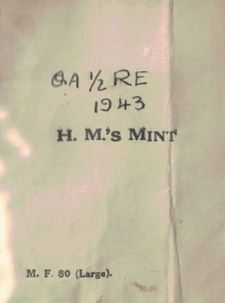 QA ½ RE
1943
H. M.'s MINT
M. F. 80 (Large).